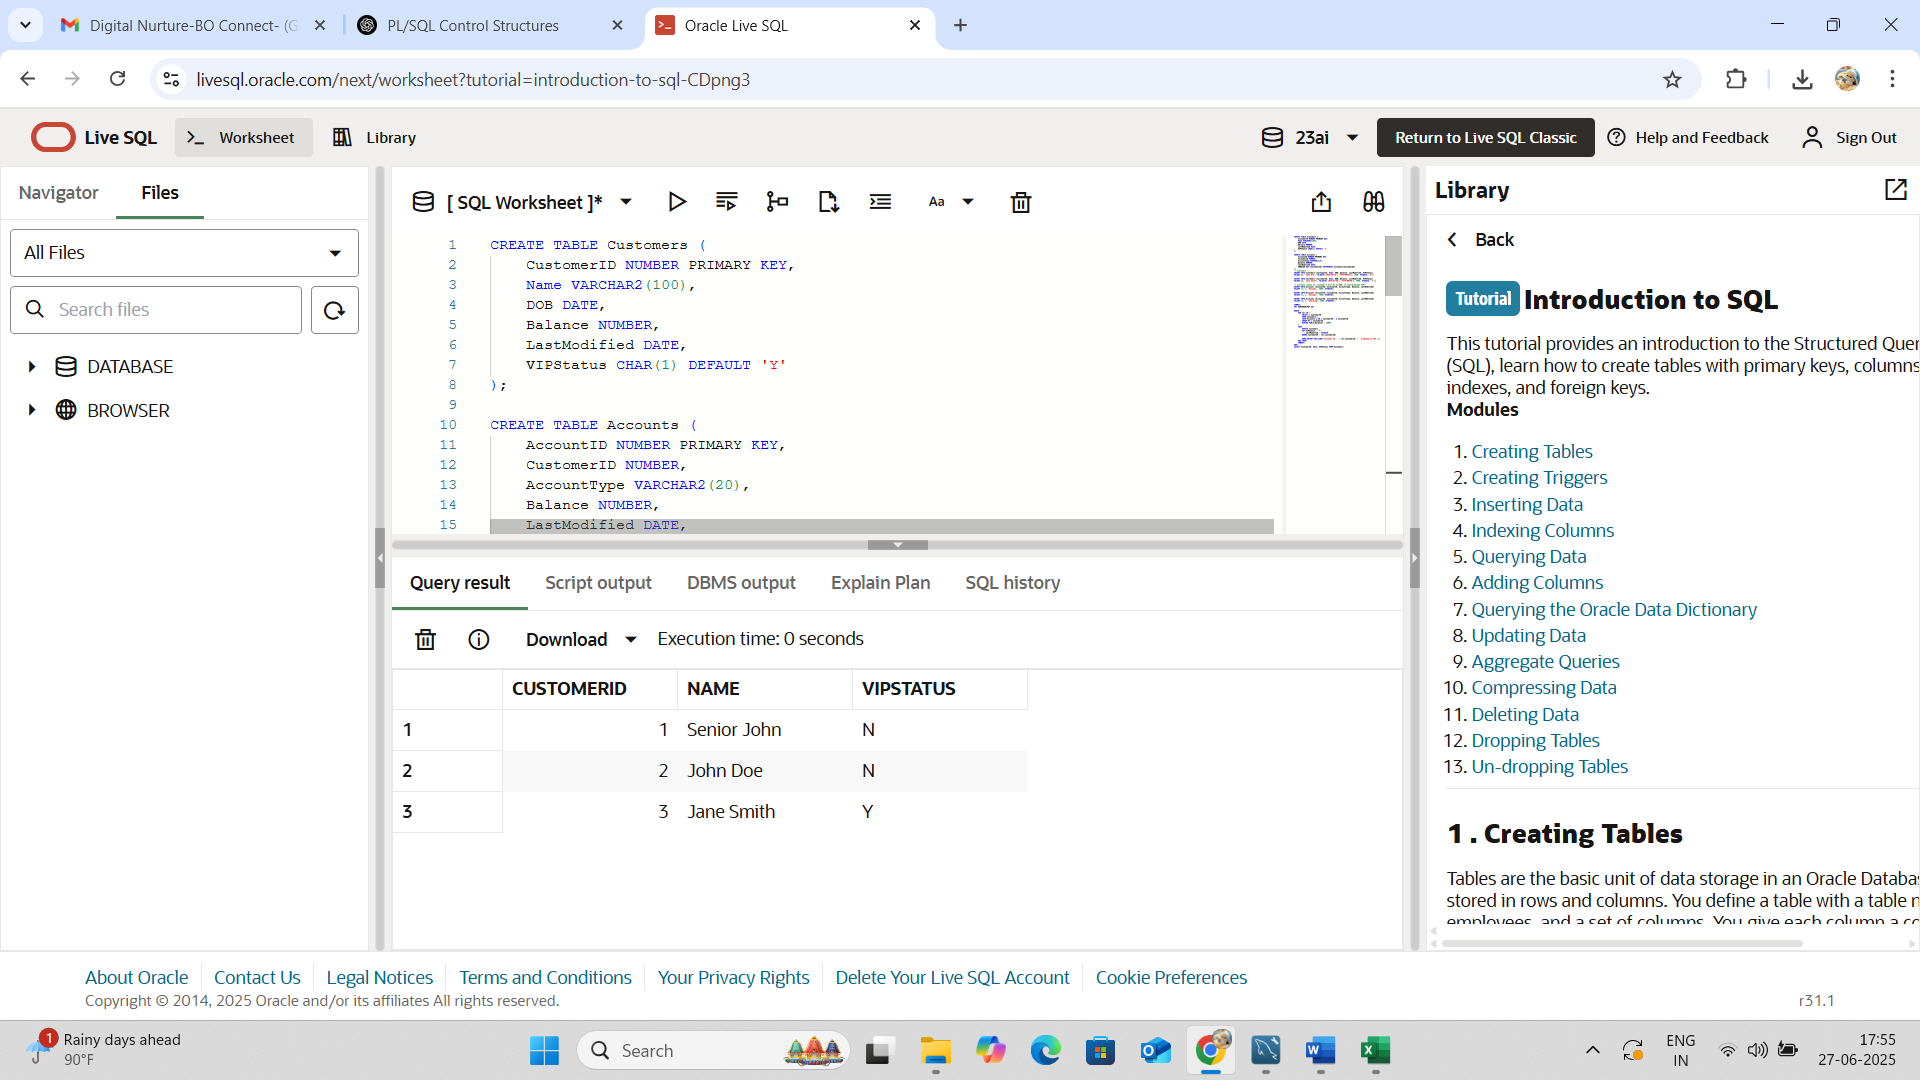 Digital Nurture-BO Connect- (G
PL/SQL Control Structures
Oracle Live SQL
livesql.oracle.com/next/worksheet?tutorial=introduction-to-sql-CDpng3
Live SQL
Worksheet
Library
23ai
Return to Live SQL Classic
Help and Feedback
Sign Out
Navigator
Files
All Files
Search files
DATABASE
BROWSER
[ SQL Worksheet ]*
Aa
1 CREATE TABLE Customers (
2 CustomerID NUMBER PRIMARY KEY,
3 Name VARCHAR2(100),
4 DOB DATE,
5 Balance NUMBER,
6 LastModified DATE,
7 VIPStatus CHAR(1) DEFAULT 'Y'
8 );
9
10 CREATE TABLE Accounts (
11 AccountID NUMBER PRIMARY KEY,
12 CustomerID NUMBER,
13 AccountType VARCHAR2(20),
14 Balance NUMBER,
15 LastModified DATE,
Query result
Script output
DBMS output
Explain Plan
SQL history
Download
Execution time: 0 seconds
CUSTOMERID NAME VIPSTATUS
1 1 Senior John N
2 2 John Doe N
3 3 Jane Smith Y
Library
Back
Tutorial Introduction to SQL
This tutorial provides an introduction to the Structured Quer
(SQL), learn how to create tables with primary keys, columns
indexes, and foreign keys.
Modules
1. Creating Tables
2. Creating Triggers
3. Inserting Data
4. Indexing Columns
5. Querying Data
6. Adding Columns
7. Querying the Oracle Data Dictionary
8. Updating Data
9. Aggregate Queries
10. Compressing Data
11. Deleting Data
12. Dropping Tables
13. Un-dropping Tables
1 . Creating Tables
Tables are the basic unit of data storage in an Oracle Databa
stored in rows and columns. You define a table with a table n
employees, and a set of columns. You give each column a co
About Oracle
Contact Us
Legal Notices
Terms and Conditions
Your Privacy Rights
Delete Your Live SQL Account
Cookie Preferences
Copyright © 2014, 2025 Oracle and/or its affiliates All rights reserved.
r31.1
1
Rainy days ahead
90°F
Search
ENG
IN
17:55
27-06-2025